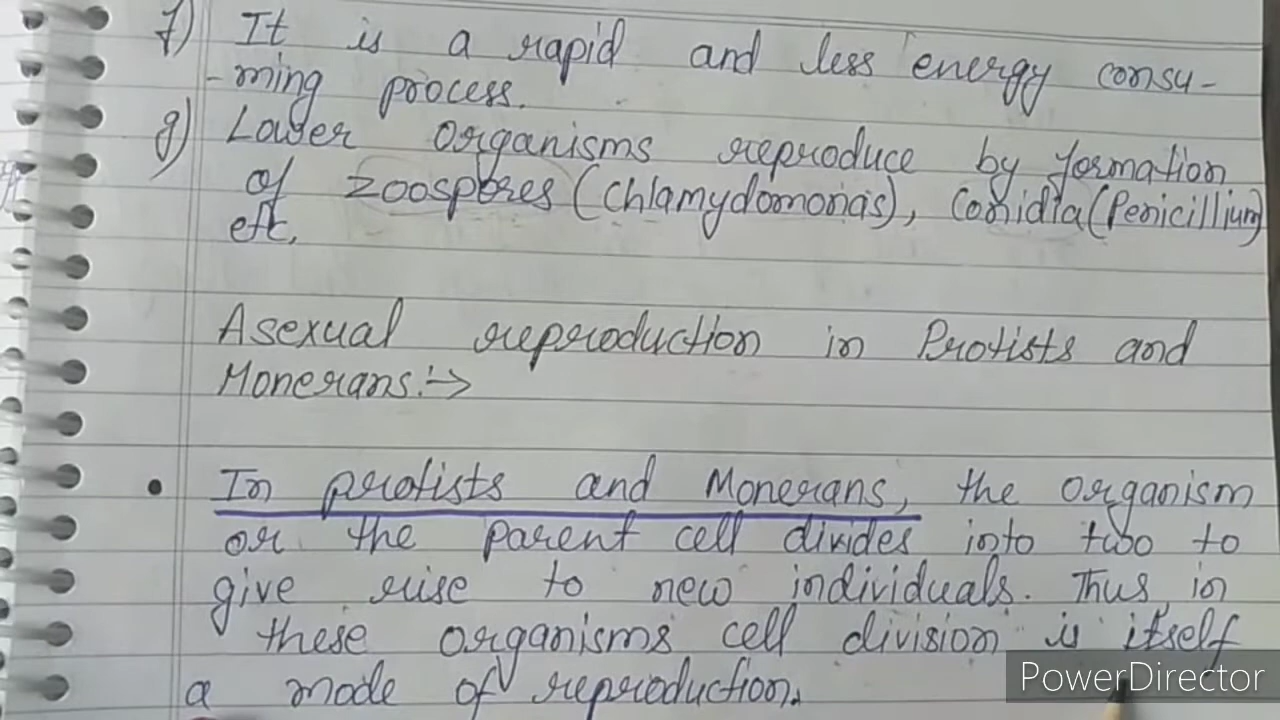 f) It is a rapid and less energy consu-
-ming process.
g) Lower organisms reproduce by formation
of zoospores (Chlamydomonas), Conidia (Penicillium)
etc.
Asexual reproduction in Protists and
Monerans:->
• In protists and Monerans, the organism
or the parent cell divides into two to
give rise to new individuals. Thus in
these organisms cell division is itself
a mode of reproduction.
PowerDirector